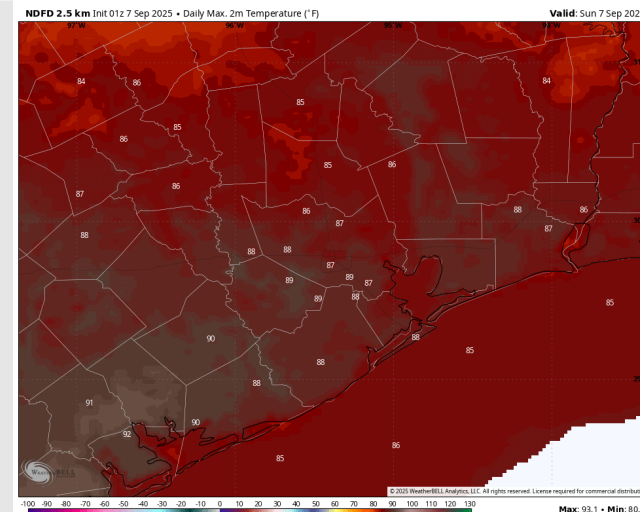 NDFD 2.5 km Init 01z 7 Sep 2025 • Daily Max. 2m Temperature (°F)
Valid: Sun 7 Sep 202
97°W 96°W 95°W 94°W
84 86 84
85
85
86
85 86
87 86
86 88 86
87 87
88
88 88
87
89 89 87
89 88
85
90 88
85
88
88
91
90
92
86
85
WeatherBELL
© 2025 WeatherBELL Analytics, LLC. All rights reserved. License required for commercial distribut
-100 -90 -80 -70 -60 -50 -40 -30 -20 -10 0 10 20 30 40 50 60 70 80 90 100 110 120 130
Max: 93.1 • Min: 80.